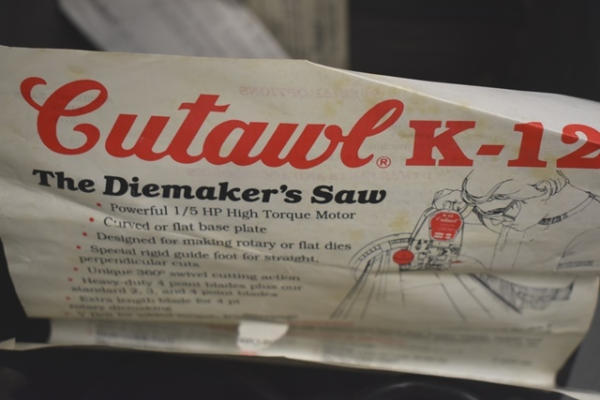 Cutawl® K-12
The Diemaker's Saw
• Powerful 1/5 HP High Torque Motor
• Curved or flat base plate
• Designed for making rotary or flat dies
• Special rigid guide foot for straight,
perpendicular cuts
• Unique 360° swivel cutting action
• Heavy-duty 4 point blades plus our
standard 2, 3, and 4 point blades
• Extra length blade for 4 pt
rotary diemaking